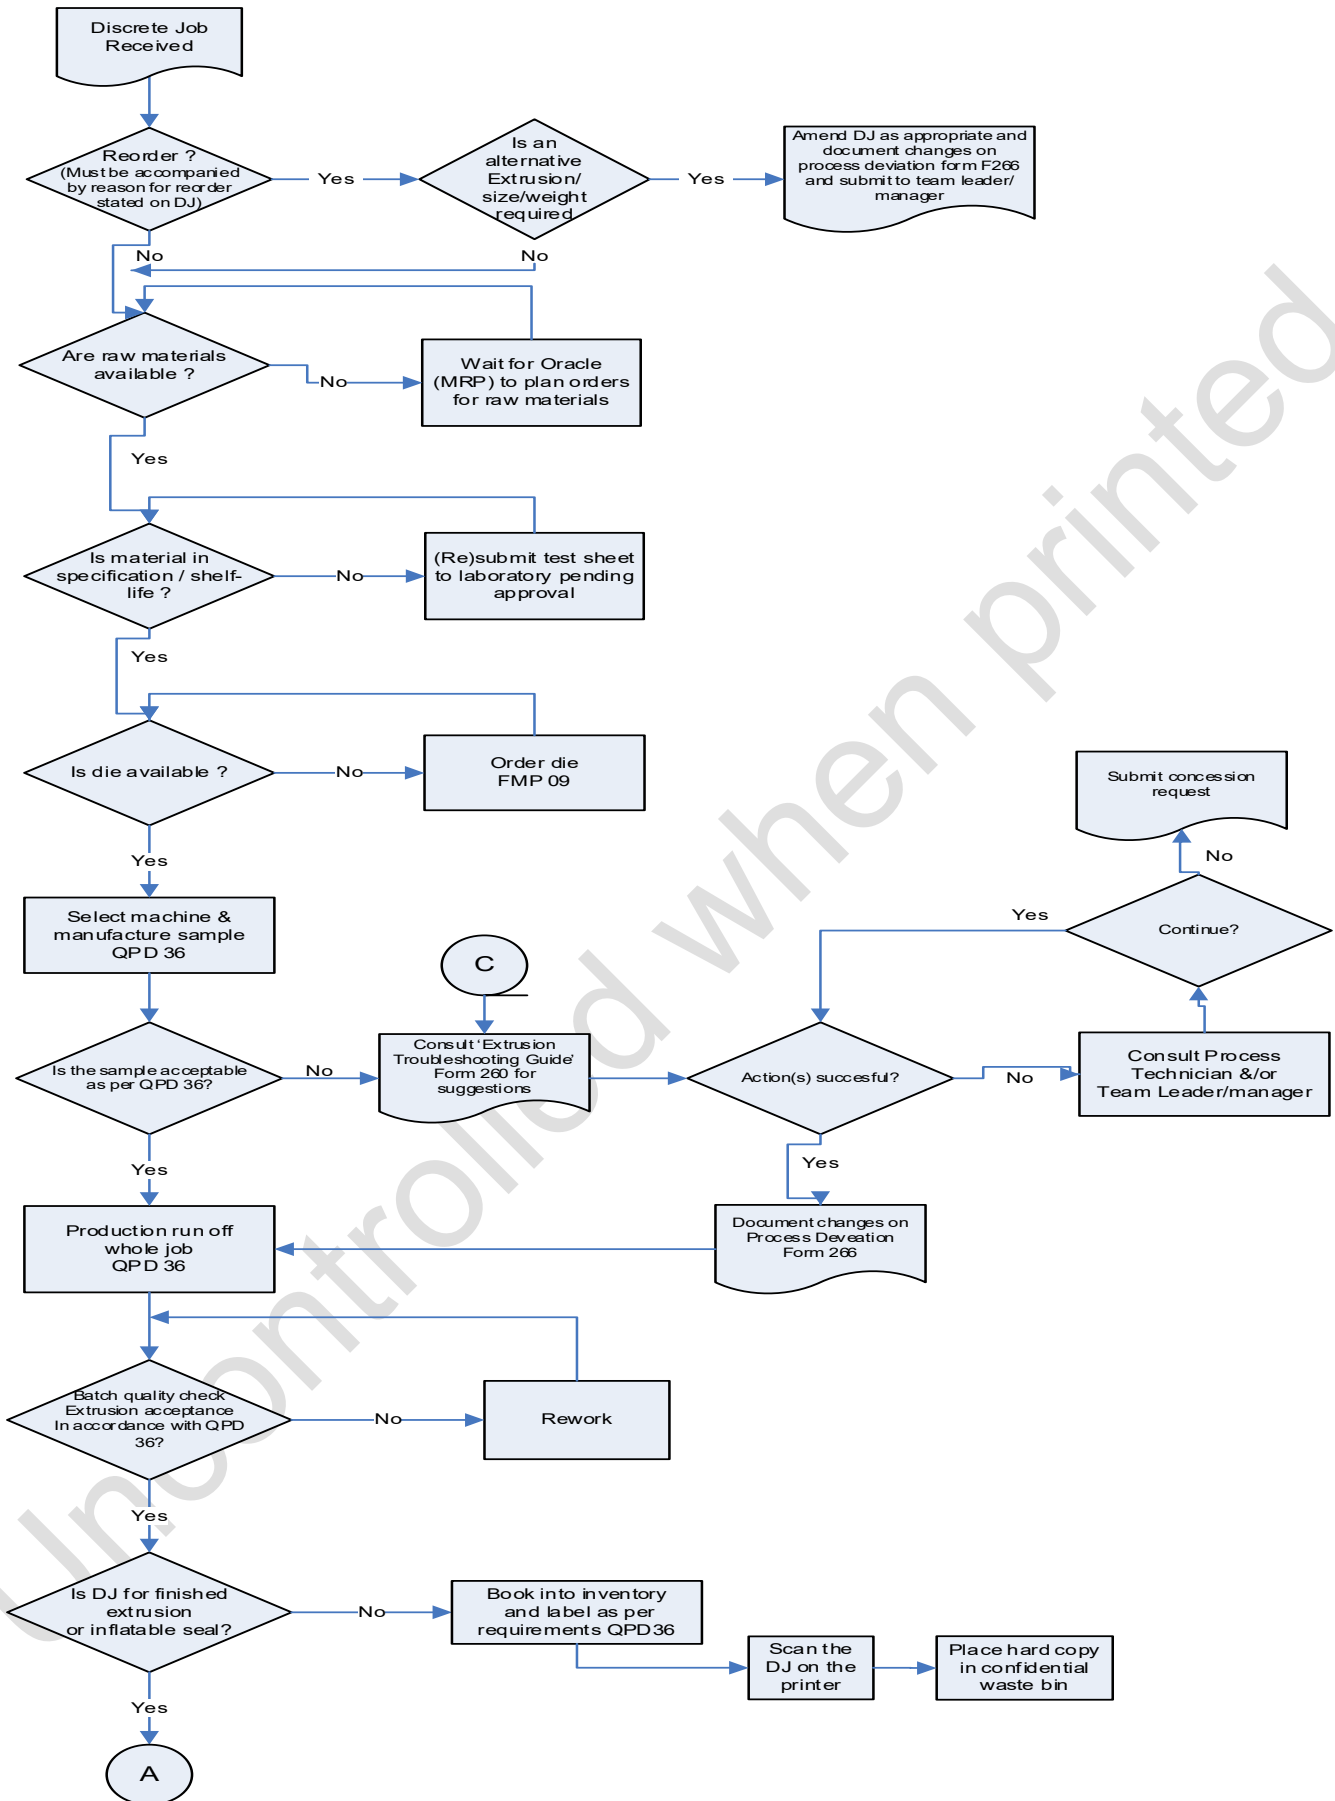 Discrete Job
Received
Reorder ?
(Must be accompanied
by reason for reorder
stated on DJ)
Yes
Is an
alternative
Extrusion/
size/weight
required
Yes
Amend DJ as appropriate and
document changes on
process deviation form F266
and submit to team leader/
manager
No
No
Are raw materials
available ?
No
Wait for Oracle
(MRP) to plan orders
for raw materials
Yes
Is material in
specification / shelf-
life ?
No
(Re)submit test sheet
to laboratory pending
approval
Yes
Is die available ?
No
Order die
FMP 09
Submit concession
request
Yes
No
Select machine &
manufacture sample
QPD 36
Yes
Continue?
C
Is the sample acceptable
as per QPD 36?
No
Consult ‘Extrusion
Troubleshooting Guide’
Form 260 for
suggestions
Action(s) succesful?
No
Consult Process
Technician &/or
Team Leader/manager
Yes
Yes
Production run off
whole job
QPD 36
Document changes on
Process Deveation
Form 266
Batch quality check
Extrusion acceptance
In accordance with QPD
36?
No
Rework
Yes
Is DJ for finished
extrusion
or inflatable seal?
No
Book into inventory
and label as per
requirements QPD36
Scan the
DJ on the
printer
Place hard copy
in confidential
waste bin
Yes
A
Uncontrolled when printed